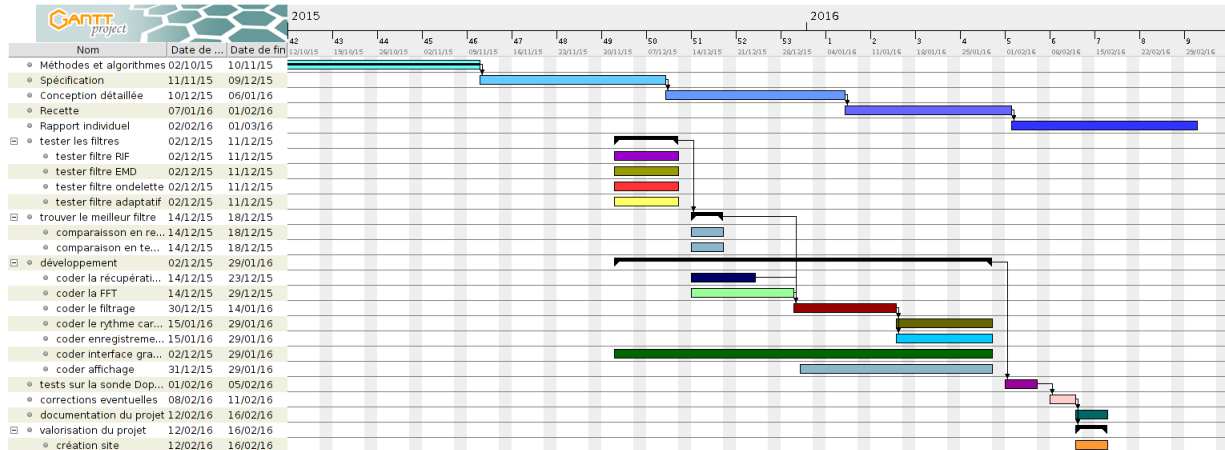 GANTT
project
2015
2016
Nom Date de ... Date de fin
42 43 44 45 46 47 48 49 50 51 52 53 1 2 3 4 5 6 7 8 9
12/10/15 19/10/15 26/10/15 02/11/15 09/11/15 16/11/15 22/11/15 30/11/15 07/12/15 14/12/15 21/12/15 28/12/15 04/01/16 11/01/16 18/01/16 25/01/16 01/02/16 08/02/16 15/02/16 22/02/16 29/02/16
Méthodes et algorithmes 02/10/15 10/11/15
Spécification 11/11/15 09/12/15
Conception détaillée 10/12/15 06/01/16
Recette 07/01/16 01/02/16
Rapport individuel 02/02/16 01/03/16
tester les filtres 02/12/15 11/12/15
tester filtre RIF 02/12/15 11/12/15
tester filtre EMD 02/12/15 11/12/15
tester filtre ondelette 02/12/15 11/12/15
tester filtre adaptatif 02/12/15 11/12/15
trouver le meilleur filtre 14/12/15 18/12/15
comparaisson en re... 14/12/15 18/12/15
comparaison en te... 14/12/15 18/12/15
développement 02/12/15 29/01/16
coder la récupérati... 14/12/15 23/12/15
coder la FFT 14/12/15 29/12/15
coder le filtrage 30/12/15 14/01/16
coder le rythme car... 15/01/16 29/01/16
coder enregistreme... 15/01/16 29/01/16
coder interface gra... 02/12/15 29/01/16
coder affichage 31/12/15 29/01/16
tests sur la sonde Dop... 01/02/16 05/02/16
corrections eventuelles 08/02/16 11/02/16
documentation du projet 12/02/16 16/02/16
valorisation du projet 12/02/16 16/02/16
création site 12/02/16 16/02/16